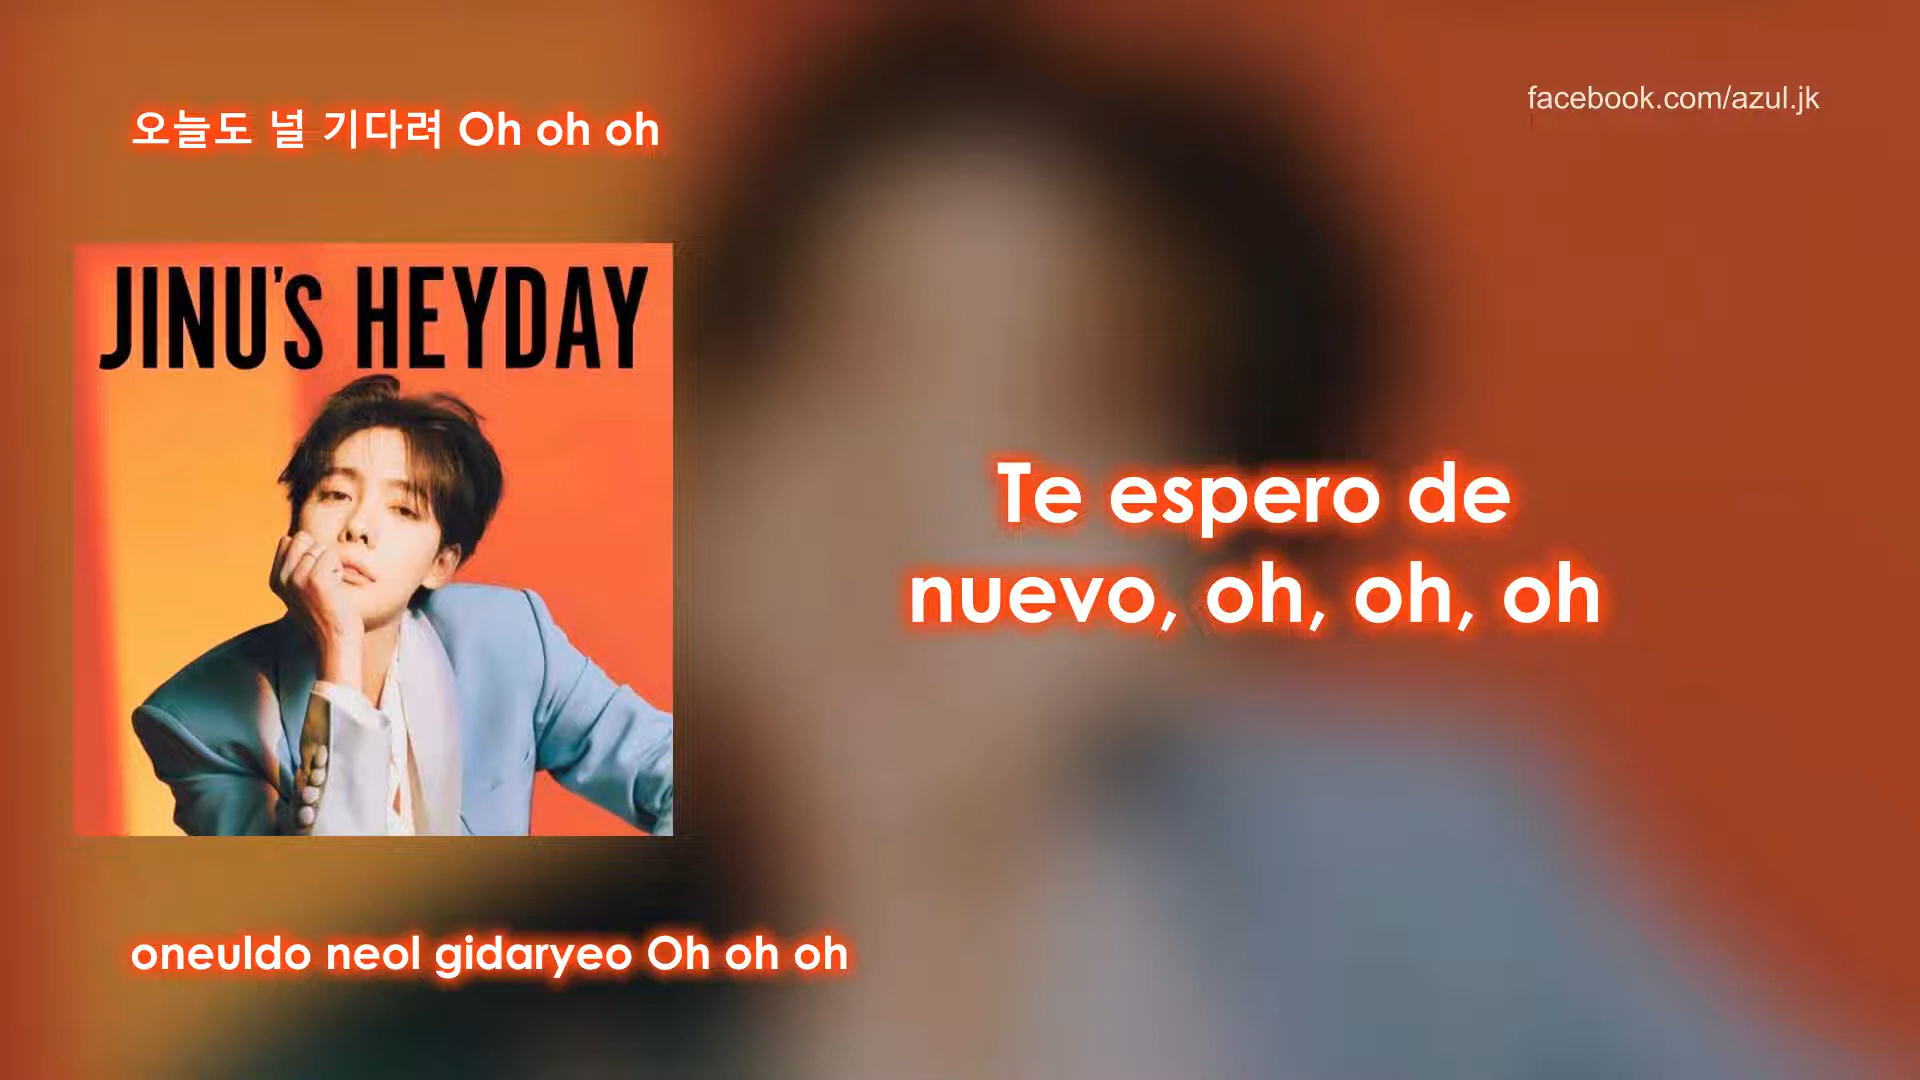 오늘도 널 기다려 Oh oh oh
facebook.com/azul.jk
JINU's HEYDAY
Te espero de
nuevo, oh, oh, oh
oneuldo neol gidaryeo Oh oh oh